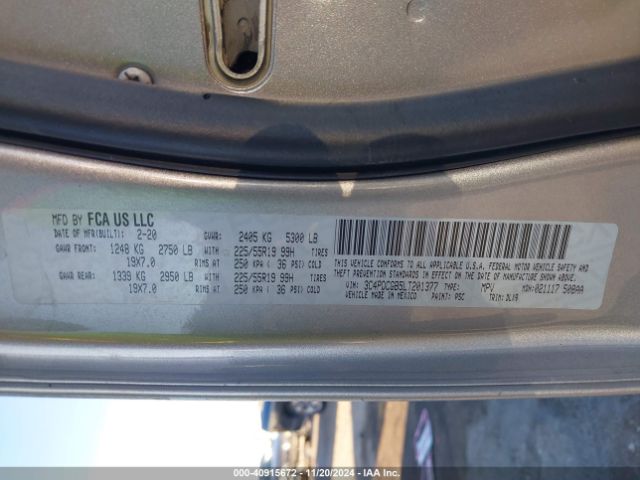 MFD BY FCA US LLC
DATE OF MFR(BUILT): 2-20 GVWR: 2405 KG 5300 LB
GAWR FRONT: 1248 KG 2750 LB WITH 225/55R19 99H TIRES
19X7.0 RIMS AT 250 KPA ( 36 PSI) COLD
GAWR REAR: 1339 KG 2950 LB WITH 225/55R19 99H TIRES
19X7.0 RIMS AT 250 KPA ( 36 PSI) COLD
THIS VEHICLE CONFORMS TO ALL APPLICABLE U.S.A. FEDERAL MOTOR VEHICLE SAFETY AND
THEFT PREVENTION STANDARDS IN EFFECT ON THE DATE OF MANUFACTURE SHOWN ABOVE.
VIN: 3C4PDCGB5LT201377 TYPE: MPV MDH: 021117 508AA
VEHICLE MADE IN MEXICO PAINT: PSC TRIM: DLX9
000-40915672 - 11/20/2024 - IAA Inc.